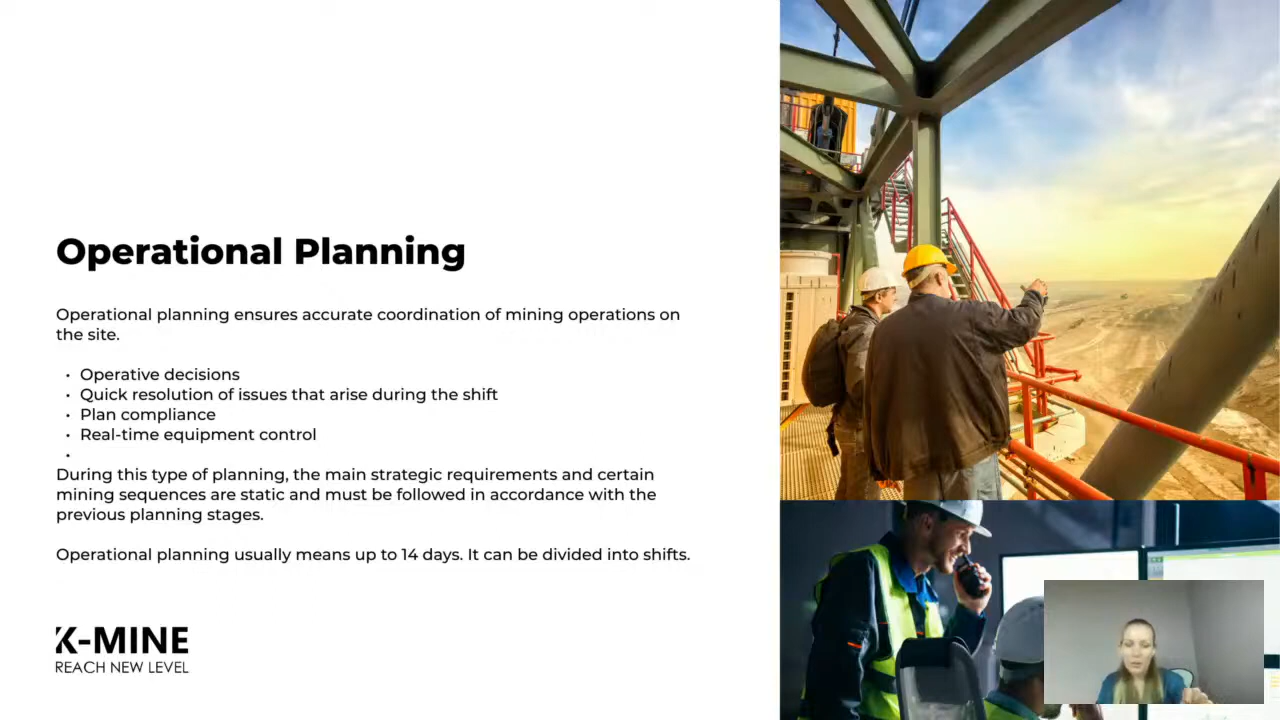 Operational Planning
Operational planning ensures accurate coordination of mining operations on
the site.
• Operative decisions
• Quick resolution of issues that arise during the shift
• Plan compliance
• Real-time equipment control
•
During this type of planning, the main strategic requirements and certain
mining sequences are static and must be followed in accordance with the
previous planning stages.
Operational planning usually means up to 14 days. It can be divided into shifts.
K-MINE
REACH NEW LEVEL